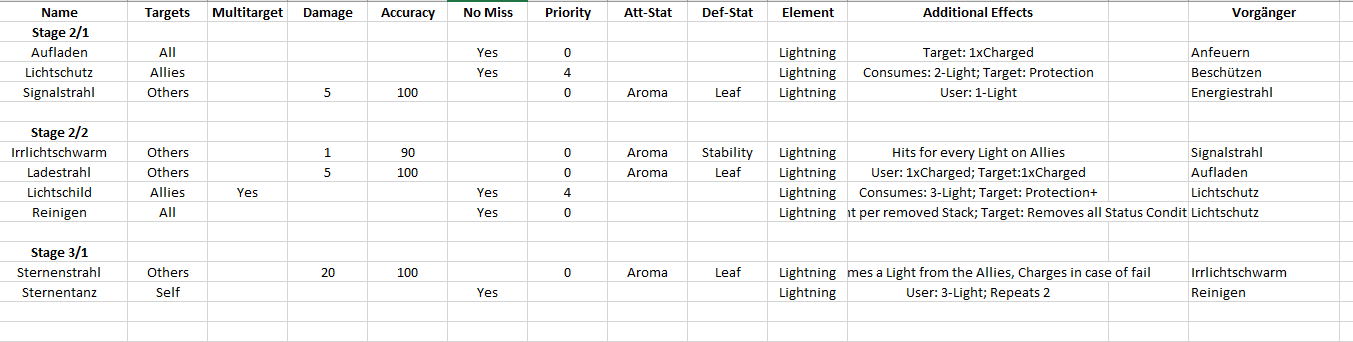 Name Targets Multitarget Damage Accuracy No Miss Priority Att-Stat Def-Stat Element Additional Effects Vorgänger
Stage 2/1
Aufladen All Yes 0 Lightning Target: 1xCharged Anfeuern
Lichtschutz Allies Yes 4 Lightning Consumes: 2-Light; Target: Protection Beschützen
Signalstrahl Others 5 100 0 Aroma Leaf Lightning User: 1-Light Energiestrahl
Stage 2/2
Irrlichtschwarm Others 1 90 0 Aroma Stability Lightning Hits for every Light on Allies Signalstrahl
Ladestrahl Others 5 100 0 Aroma Leaf Lightning User: 1xCharged; Target:1xCharged Aufladen
Lichtschild Allies Yes Yes 4 Lightning Consumes: 3-Light; Target: Protection+ Lichtschutz
Reinigen All Yes 0 Lightning nt per removed Stack; Target: Removes all Status Condit Lichtschutz
Stage 3/1
Sternenstrahl Others 20 100 0 Aroma Leaf Lightning mes a Light from the Allies, Charges in case of fail Irrlichtschwarm
Sternentanz Self Yes Lightning User: 3-Light; Repeats 2 Reinigen